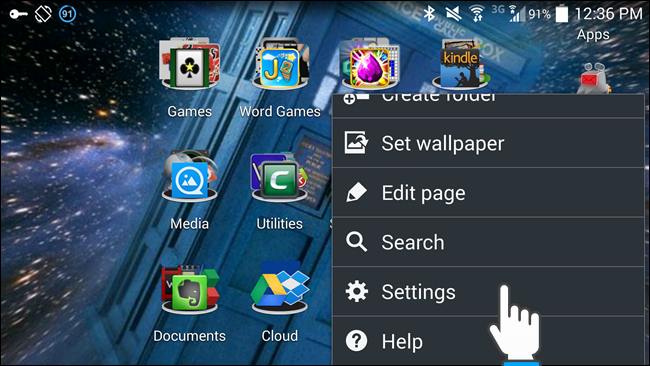 91
3G
91%
12:36 PM
Apps
kindle
Games
Word Games
Create folder
Set wallpaper
Edit page
Media
Utilities
Search
Settings
Documents
Cloud
Help